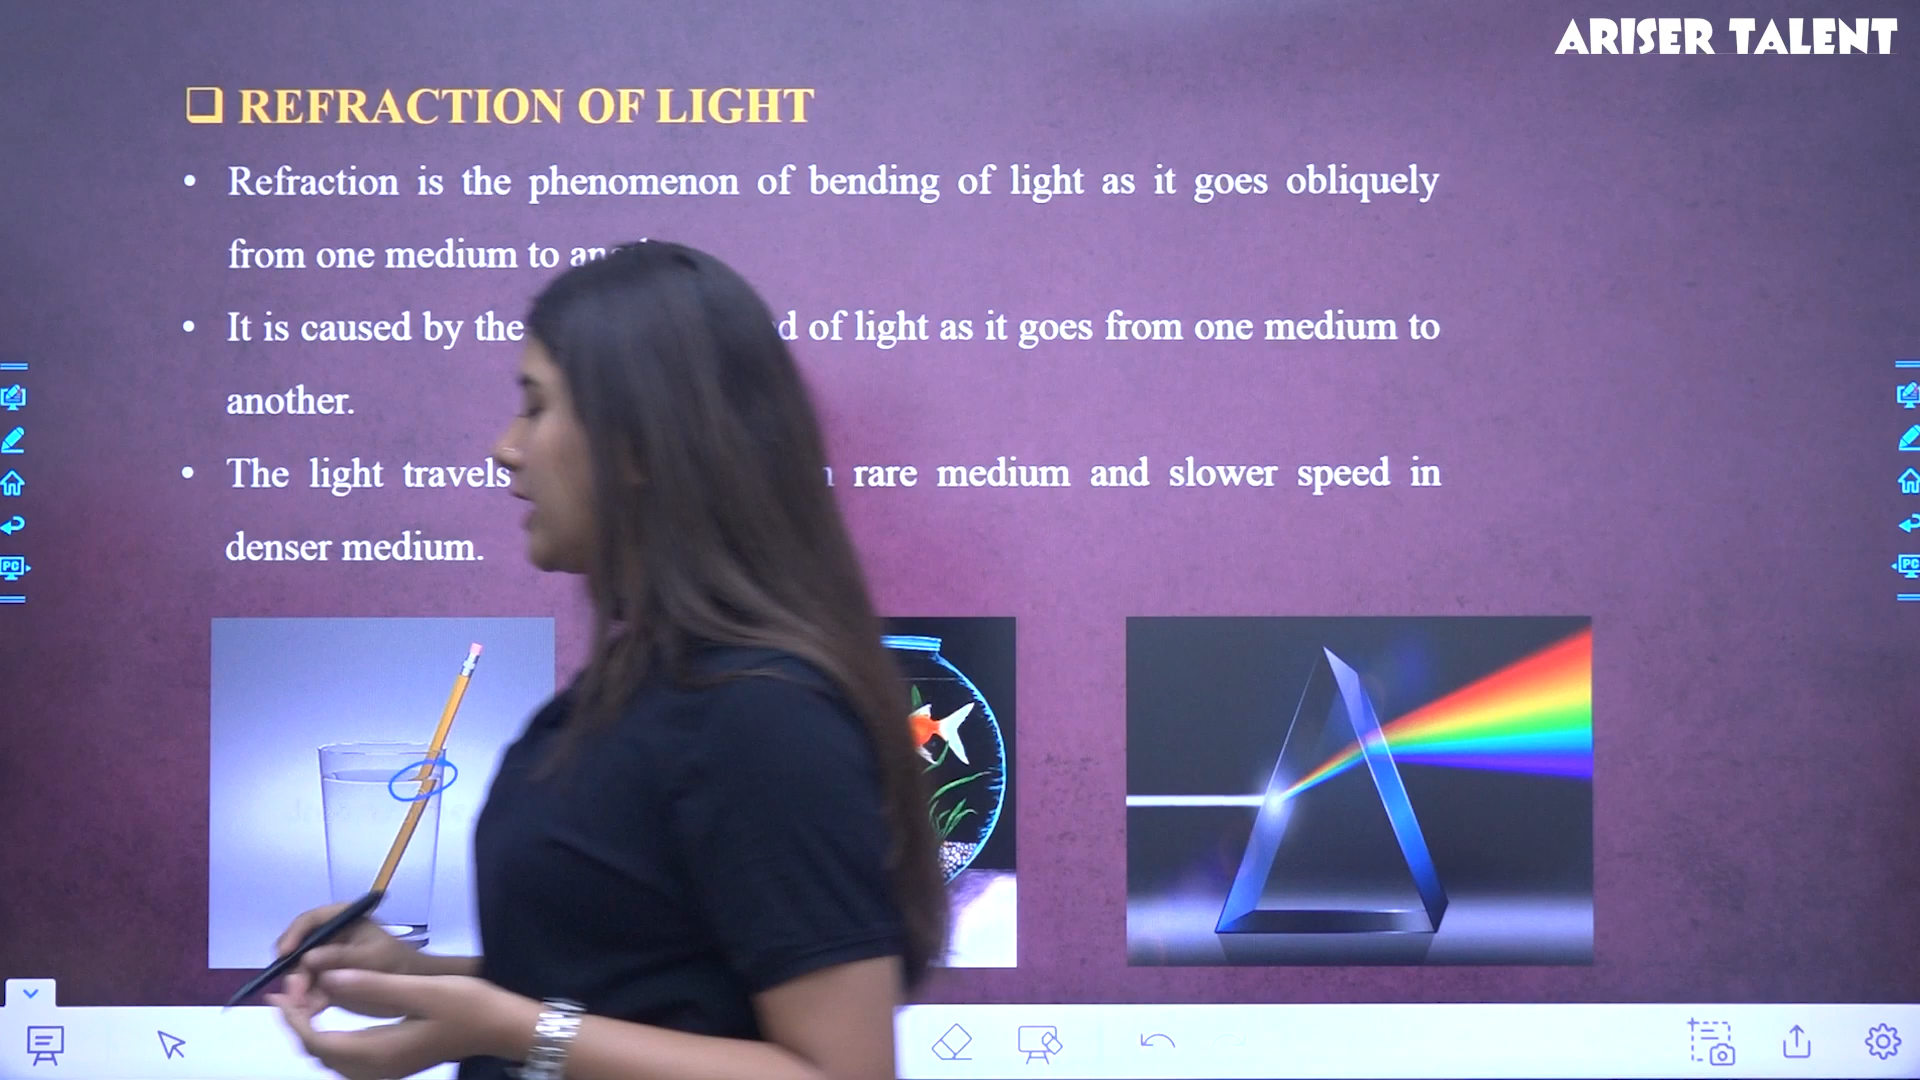 ARISER TALENT
REFRACTION OF LIGHT
• Refraction is the phenomenon of bending of light as it goes obliquely
from one medium to
• It is caused by the of light as it goes from one medium to
another.
• The light travels rare medium and slower speed in
denser medium.
PC
PC